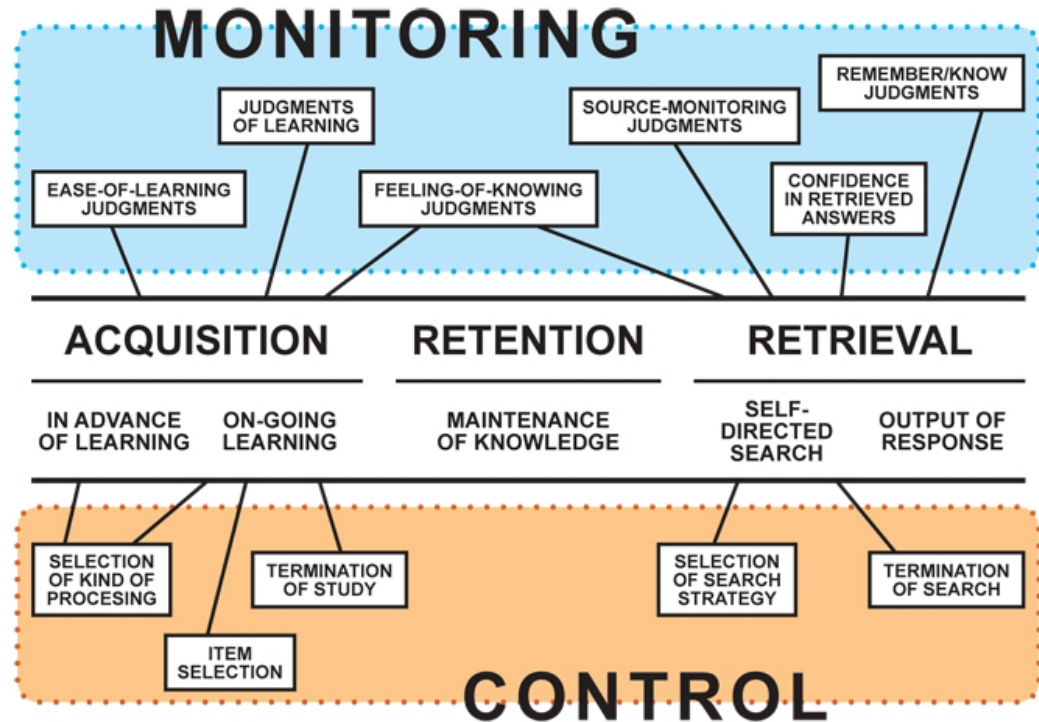 MONITORING
REMEMBER/KNOW
JUDGMENTS
JUDGMENTS
OF LEARNING
SOURCE-MONITORING
JUDGMENTS
EASE-OF-LEARNING
JUDGMENTS
FEELING-OF-KNOWING
JUDGMENTS
CONFIDENCE
IN RETRIEVED
ANSWERS
ACQUISITION
RETENTION
RETRIEVAL
IN ADVANCE
OF LEARNING
ON-GOING
LEARNING
MAINTENANCE
OF KNOWLEDGE
SELF-
DIRECTED
SEARCH
OUTPUT OF
RESPONSE
SELECTION
OF KIND OF
PROCESING
TERMINATION
OF STUDY
SELECTION
OF SEARCH
STRATEGY
TERMINATION
OF SEARCH
ITEM
SELECTION
CONTROL